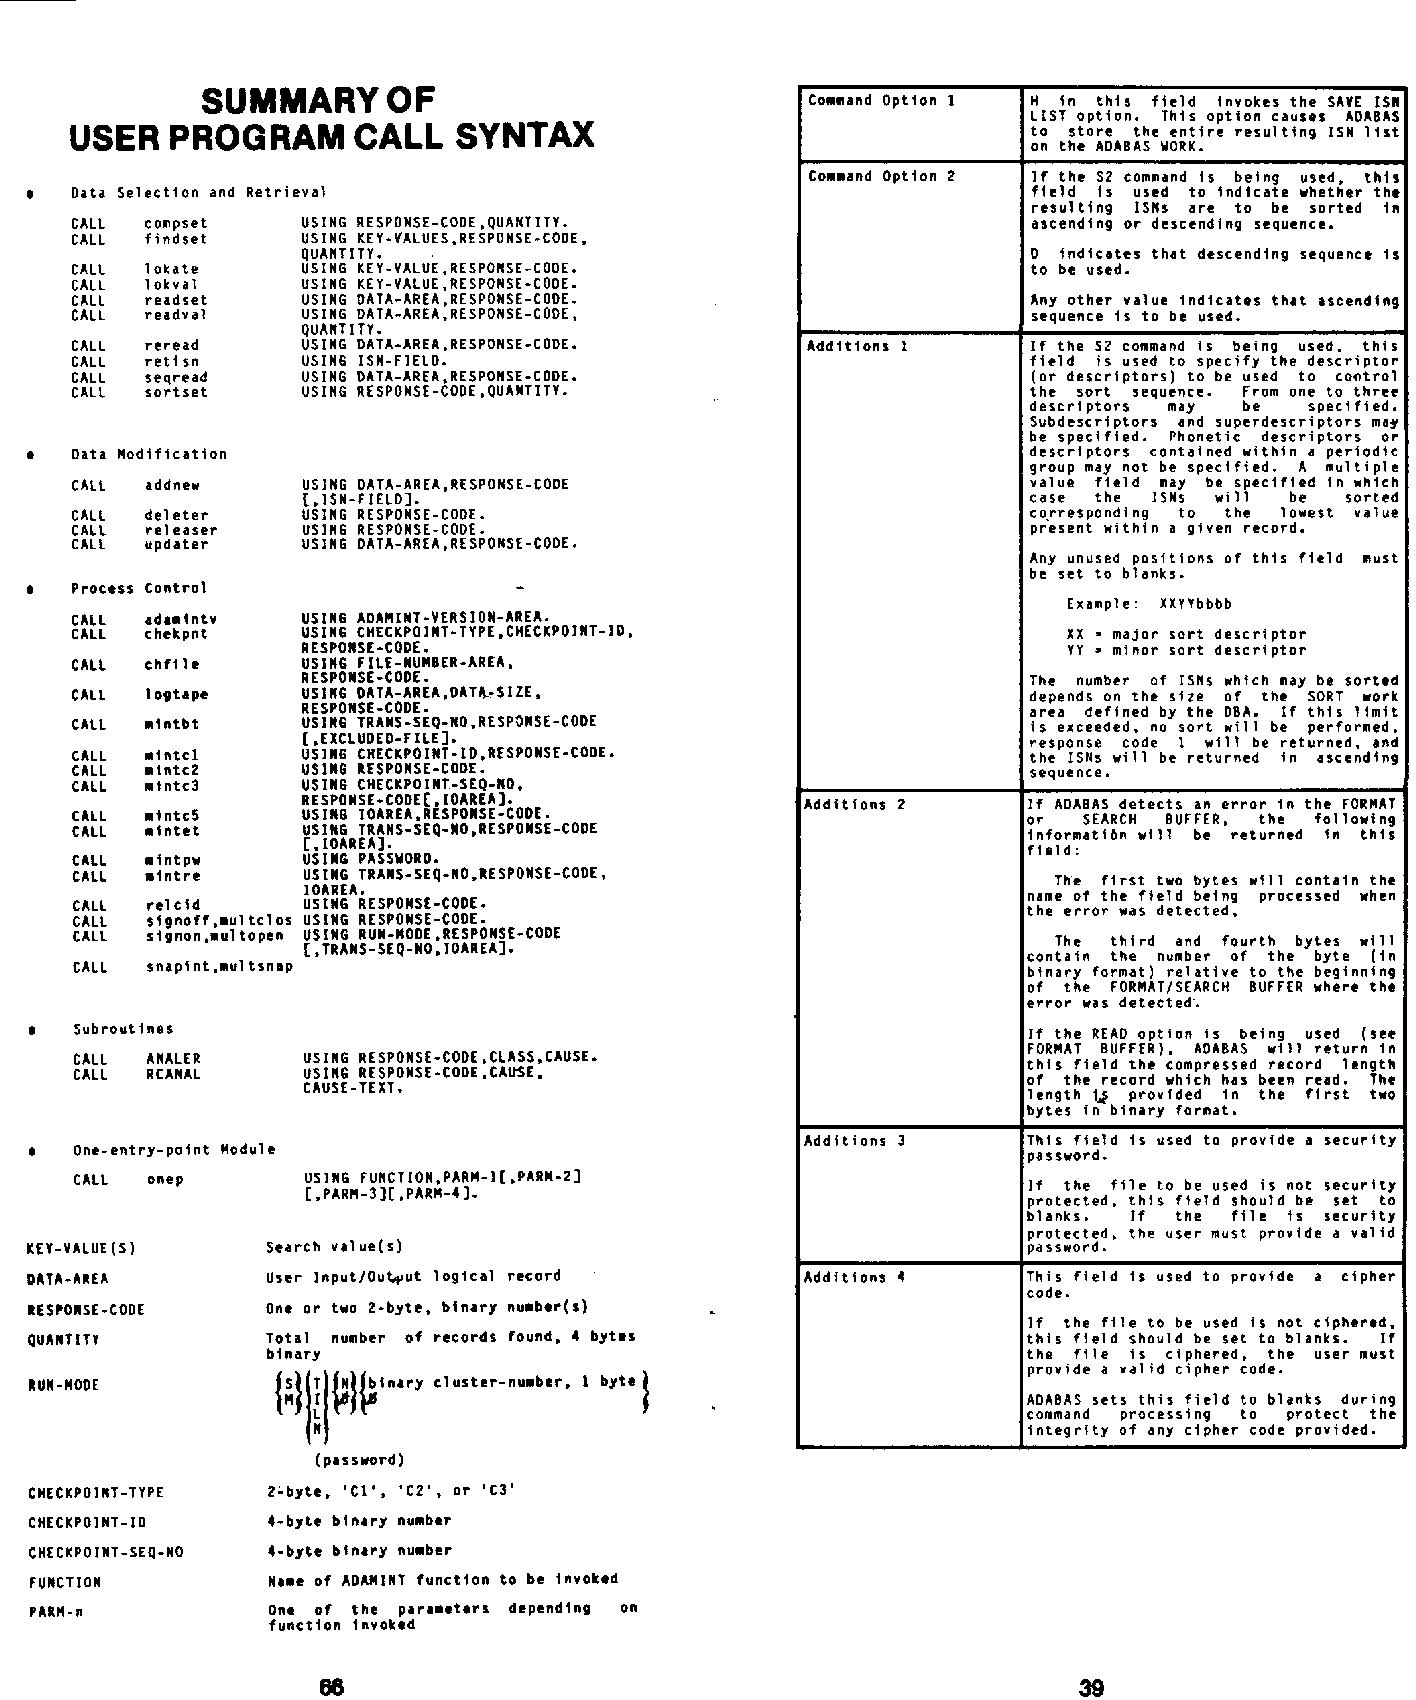 SUMMARY OF
USER PROGRAM CALL SYNTAX
• Data Selection and Retrieval
CALL compset USING RESPONSE-CODE,QUANTITY.
CALL findset USING KEY-VALUES,RESPONSE-CODE,
QUANTITY.
CALL lokate USING KEY-VALUE,RESPONSE-CODE.
CALL lokval USING KEY-VALUE,RESPONSE-CODE.
CALL readset USING DATA-AREA,RESPONSE-CODE.
CALL readval USING DATA-AREA,RESPONSE-CODE,
QUANTITY.
CALL reread USING DATA-AREA,RESPONSE-CODE.
CALL retisn USING ISN-FIELD.
CALL seqread USING DATA-AREA,RESPONSE-CODE.
CALL sortset USING RESPONSE-CODE,QUANTITY.
• Data Modification
CALL addnew USING DATA-AREA,RESPONSE-CODE
[,ISN-FIELD].
CALL deleter USING RESPONSE-CODE.
CALL releaser USING RESPONSE-CODE.
CALL updater USING DATA-AREA,RESPONSE-CODE.
• Process Control
CALL adamintv USING ADAMINT-VERSION-AREA.
CALL chekpnt USING CHECKPOINT-TYPE,CHECKPOINT-ID,
RESPONSE-CODE.
CALL chfile USING FILE-NUMBER-AREA,
RESPONSE-CODE.
CALL logtape USING DATA-AREA,DATA-SIZE,
RESPONSE-CODE.
CALL mintbt USING TRANS-SEQ-NO,RESPONSE-CODE
[,EXCLUDED-FILE].
CALL mintc1 USING CHECKPOINT-ID,RESPONSE-CODE.
CALL mintc2 USING RESPONSE-CODE.
CALL mintc3 USING CHECKPOINT-SEQ-NO,
RESPONSE-CODE[,IOAREA].
CALL mintc5 USING IOAREA,RESPONSE-CODE.
CALL mintet USING TRANS-SEQ-NO,RESPONSE-CODE
[,IOAREA].
CALL mintpw USING PASSWORD.
CALL mintre USING TRANS-SEQ-NO,RESPONSE-CODE,
IOAREA.
CALL relcid USING RESPONSE-CODE.
CALL signoff,multclos USING RESPONSE-CODE.
CALL signon,multopen USING RUN-MODE,RESPONSE-CODE
[,TRANS-SEQ-NO,IOAREA].
CALL snapint,multsnap
• Subroutines
CALL ANALER USING RESPONSE-CODE,CLASS,CAUSE.
CALL RCANAL USING RESPONSE-CODE,CAUSE,
CAUSE-TEXT.
• One-entry-point Module
CALL onep USING FUNCTION,PARM-1[,PARM-2]
[,PARM-3][,PARM-4].
KEY-VALUE(S) Search value(s)
DATA-AREA User Input/Output logical record
RESPONSE-CODE One or two 2-byte, binary number(s)
QUANTITY Total number of records found, 4 bytes
binary
RUN-MODE {S}{T}{N}{binary cluster-number, 1 byte}
{M}{I}{b}{b}
{L}
{N}
(password)
CHECKPOINT-TYPE 2-byte, 'C1', 'C2', or 'C3'
CHECKPOINT-ID 4-byte binary number
CHECKPOINT-SEQ-NO 4-byte binary number
FUNCTION Name of ADAMINT function to be invoked
PARM-n One of the parameters depending on
function invoked
66
Command Option 1 H in this field invokes the SAVE ISN
LIST option. This option causes ADABAS
to store the entire resulting ISN list
on the ADABAS WORK.
Command Option 2 If the S2 command is being used, this
field is used to indicate whether the
resulting ISNs are to be sorted in
ascending or descending sequence.
D indicates that descending sequence is
to be used.
Any other value indicates that ascending
sequence is to be used.
Additions 1 If the S2 command is being used, this
field is used to specify the descriptor
(or descriptors) to be used to control
the sort sequence. From one to three
descriptors may be specified.
Subdescriptors and superdescriptors may
be specified. Phonetic descriptors or
descriptors contained within a periodic
group may not be specified. A multiple
value field may be specified in which
case the ISNs will be sorted
corresponding to the lowest value
present within a given record.
Any unused positions of this field must
be set to blanks.
Example: XXYYbbbb
XX = major sort descriptor
YY = minor sort descriptor
The number of ISNs which may be sorted
depends on the size of the SORT work
area defined by the DBA. If this limit
is exceeded, no sort will be performed,
response code 1 will be returned, and
the ISNs will be returned in ascending
sequence.
Additions 2 If ADABAS detects an error in the FORMAT
or SEARCH BUFFER, the following
information will be returned in this
field:
The first two bytes will contain the
name of the field being processed when
the error was detected,
The third and fourth bytes will
contain the number of the byte (in
binary format) relative to the beginning
of the FORMAT/SEARCH BUFFER where the
error was detected.
If the READ option is being used (see
FORMAT BUFFER), ADABAS will return in
this field the compressed record length
of the record which has been read. The
length is provided in the first two
bytes in binary format.
Additions 3 This field is used to provide a security
password.
If the file to be used is not security
protected, this field should be set to
blanks. If the file is security
protected, the user must provide a valid
password.
Additions 4 This field is used to provide a cipher
code.
If the file to be used is not ciphered,
this field should be set to blanks. If
the file is ciphered, the user must
provide a valid cipher code.
ADABAS sets this field to blanks during
command processing to protect the
integrity of any cipher code provided.
39